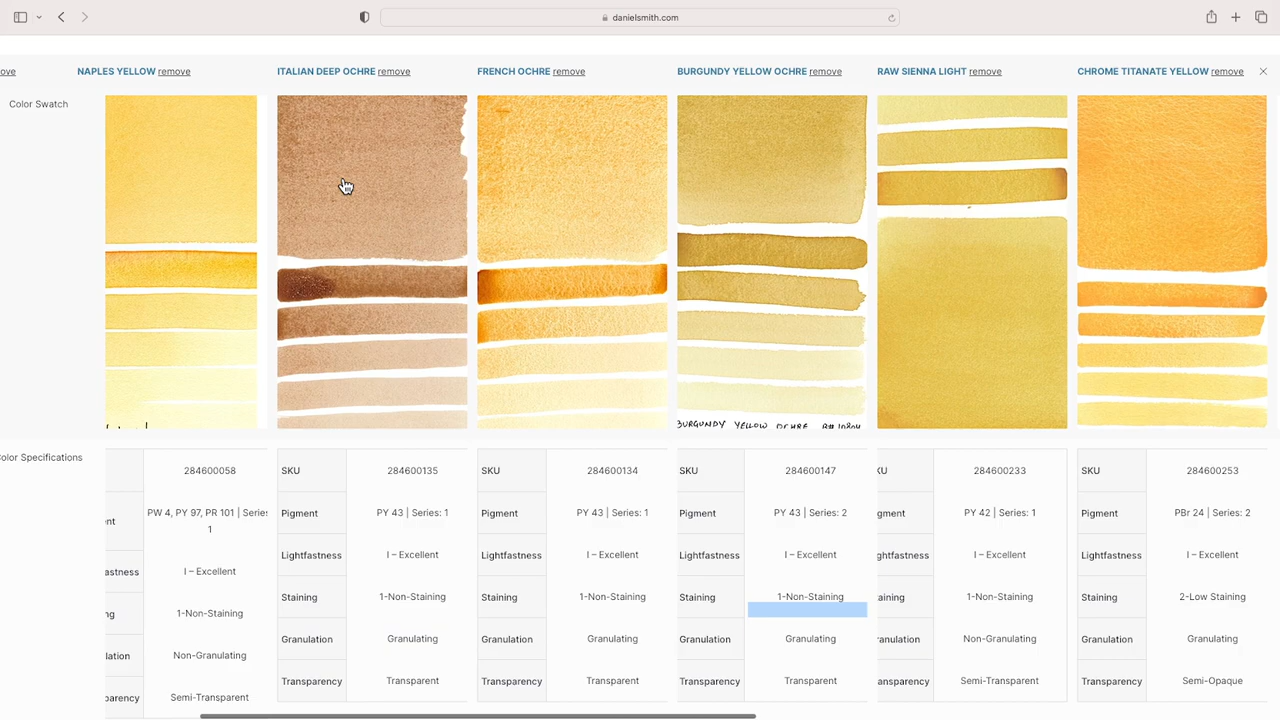 danielsmith.com
ove
NAPLES YELLOW remove
ITALIAN DEEP OCHRE remove
FRENCH OCHRE remove
BURGUNDY YELLOW OCHRE remove
RAW SIENNA LIGHT remove
CHROME TITANATE YELLOW remove
Color Swatch
BURGUNDY YELLOW OCHRE
olor Specifications
284600058
nt PW 4, PY 97, PR 101 | Series:
1
astness I – Excellent
ng 1-Non-Staining
lation Non-Granulating
parency Semi-Transparent
SKU 284600135
Pigment PY 43 | Series: 1
Lightfastness I – Excellent
Staining 1-Non-Staining
Granulation Granulating
Transparency Transparent
SKU 284600134
Pigment PY 43 | Series: 1
Lightfastness I – Excellent
Staining 1-Non-Staining
Granulation Granulating
Transparency Transparent
SKU 284600147
Pigment PY 43 | Series: 2
Lightfastness I – Excellent
Staining 1-Non-Staining
Granulation Granulating
Transparency Transparent
KU 284600233
gment PY 42 | Series: 1
ghtfastness I – Excellent
aining 1-Non-Staining
ranulation Non-Granulating
ansparency Semi-Transparent
SKU 284600253
Pigment PBr 24 | Series: 2
Lightfastness I – Excellent
Staining 2-Low Staining
Granulation Granulating
Transparency Semi-Opaque